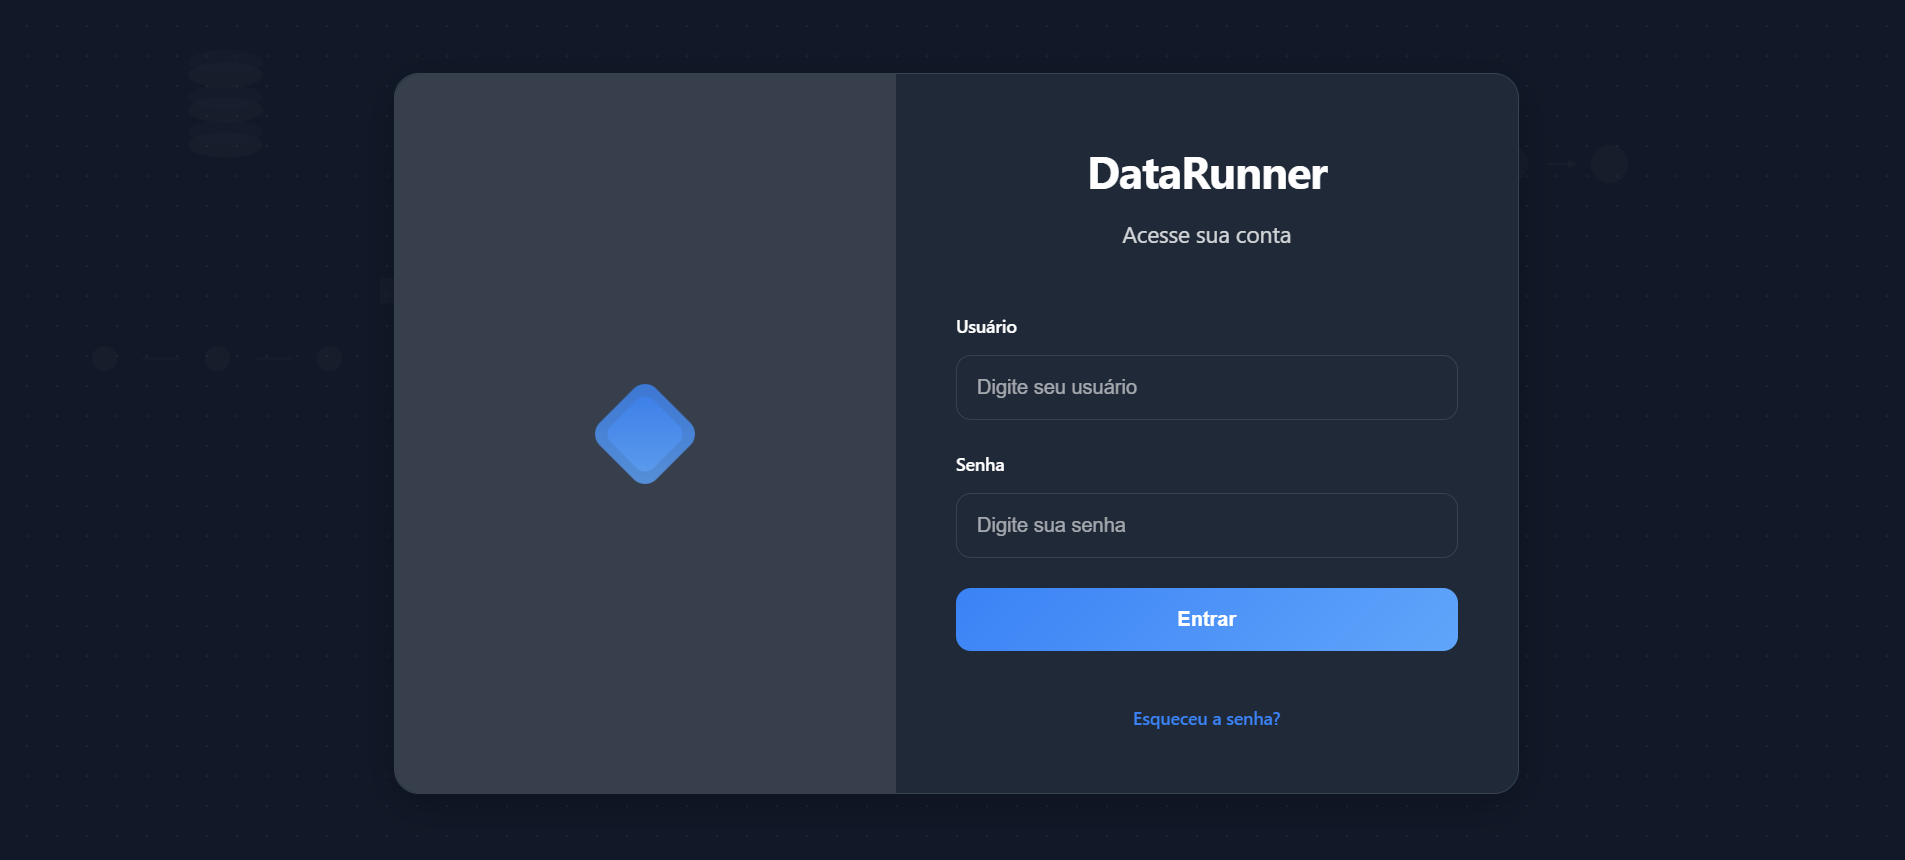 DataRunner
Acesse sua conta
Usuário
Digite seu usuário
Senha
Digite sua senha
Entrar
Esqueceu a senha?